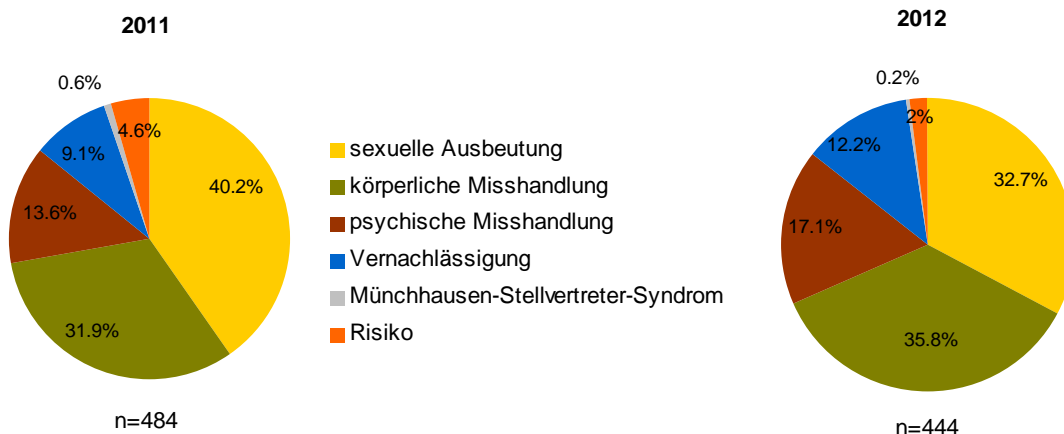 2011
0.6%
4.6%
9.1%
13.6%
40.2%
31.9%
n=484
sexuelle Ausbeutung
körperliche Misshandlung
psychische Misshandlung
Vernachlässigung
Münchhausen-Stellvertreter-Syndrom
Risiko
2012
0.2%
2%
12.2%
17.1%
32.7%
35.8%
n=444